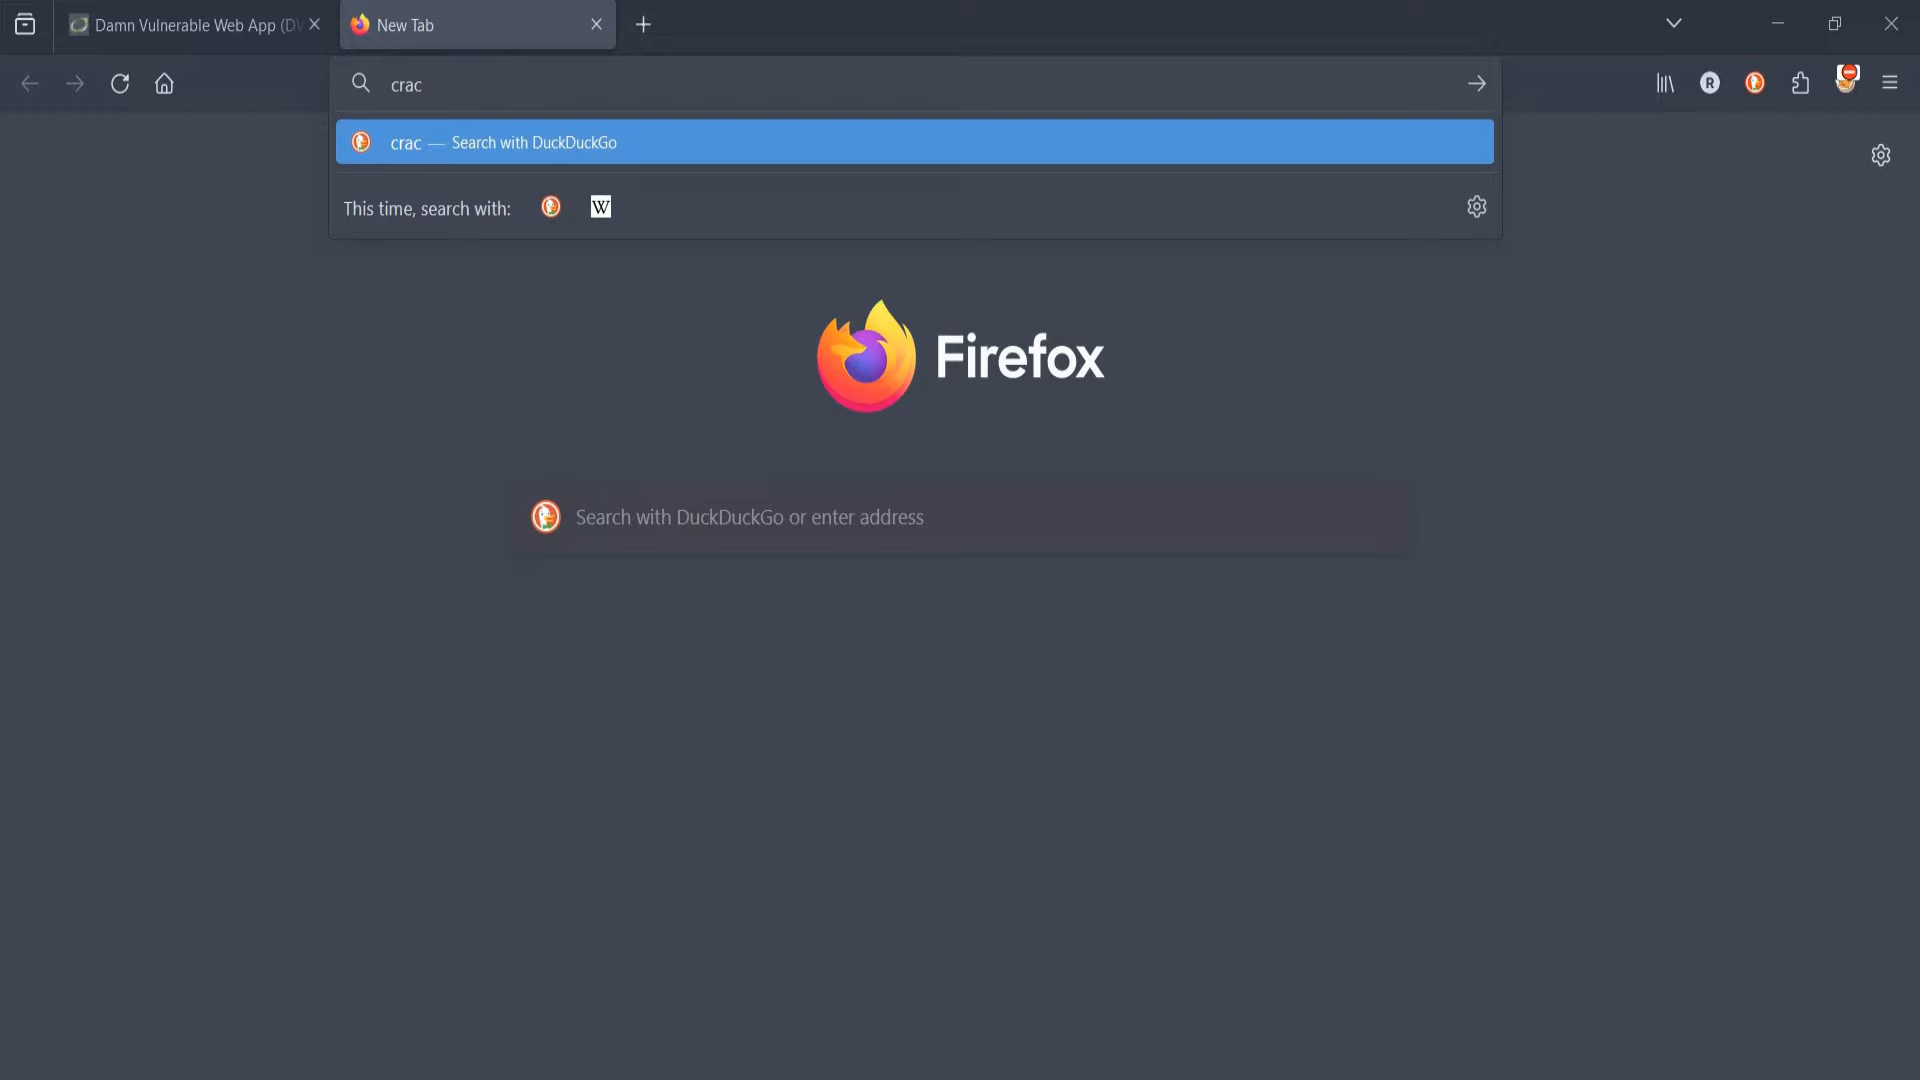 Damn Vulnerable Web App (DV
New Tab
crac
crac — Search with DuckDuckGo
This time, search with:
W
R
Firefox
Search with DuckDuckGo or enter address